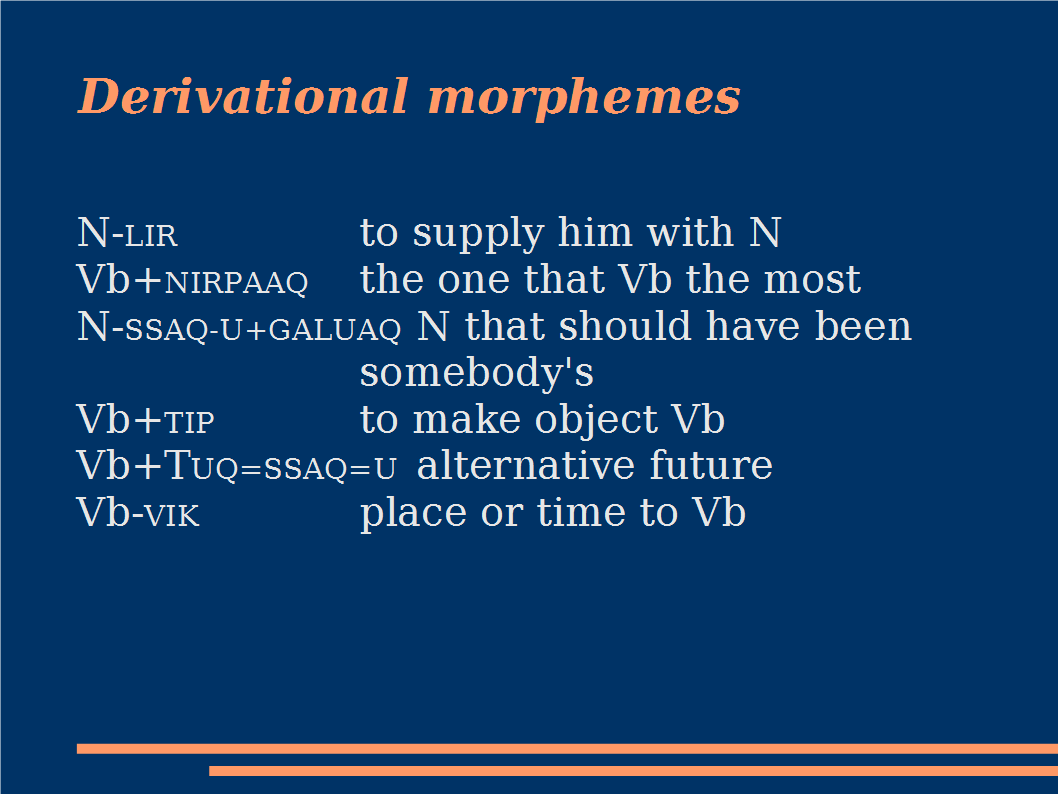 Derivational morphemes
N-LIR to supply him with N
Vb+NIRPAAQ the one that Vb the most
N-SSAQ-U+GALUAQ N that should have been
somebody's
Vb+TIP to make object Vb
Vb+TUQ=SSAQ=U alternative future
Vb-VIK place or time to Vb